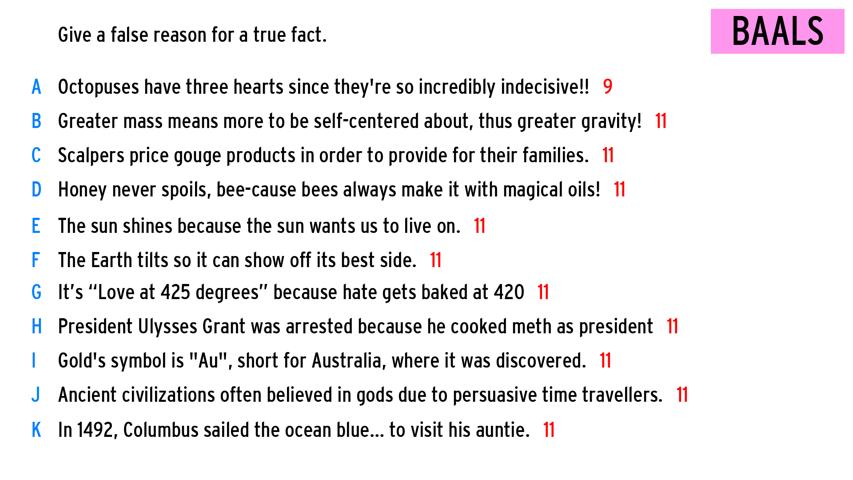 Give a false reason for a true fact.
BAALS
A Octopuses have three hearts since they're so incredibly indecisive!! 9
B Greater mass means more to be self-centered about, thus greater gravity! 11
C Scalpers price gouge products in order to provide for their families. 11
D Honey never spoils, bee-cause bees always make it with magical oils! 11
E The sun shines because the sun wants us to live on. 11
F The Earth tilts so it can show off its best side. 11
G It's “Love at 425 degrees” because hate gets baked at 420 11
H President Ulysses Grant was arrested because he cooked meth as president 11
I Gold's symbol is "Au", short for Australia, where it was discovered. 11
J Ancient civilizations often believed in gods due to persuasive time travellers. 11
K In 1492, Columbus sailed the ocean blue... to visit his auntie. 11